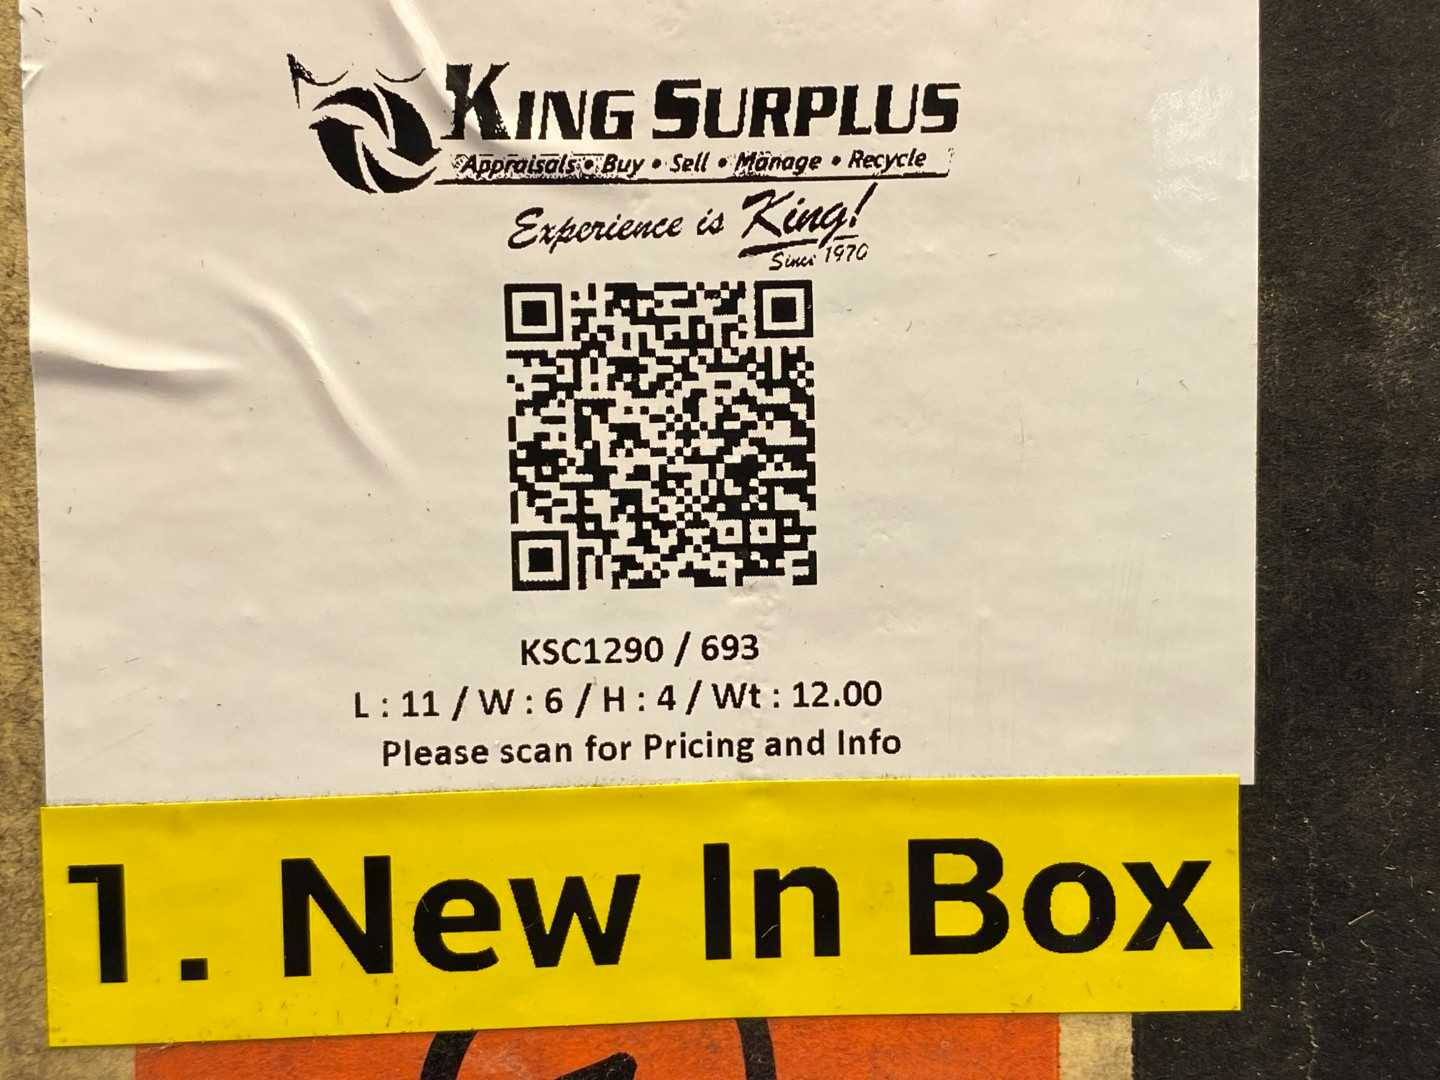 KING SURPLUS
Appraisals • Buy • Sell • Manage • Recycle
Experience is King!
Since 1970
KSC1290 / 693
L : 11 / W : 6 / H : 4 / Wt : 12.00
Please scan for Pricing and Info
1. New In Box